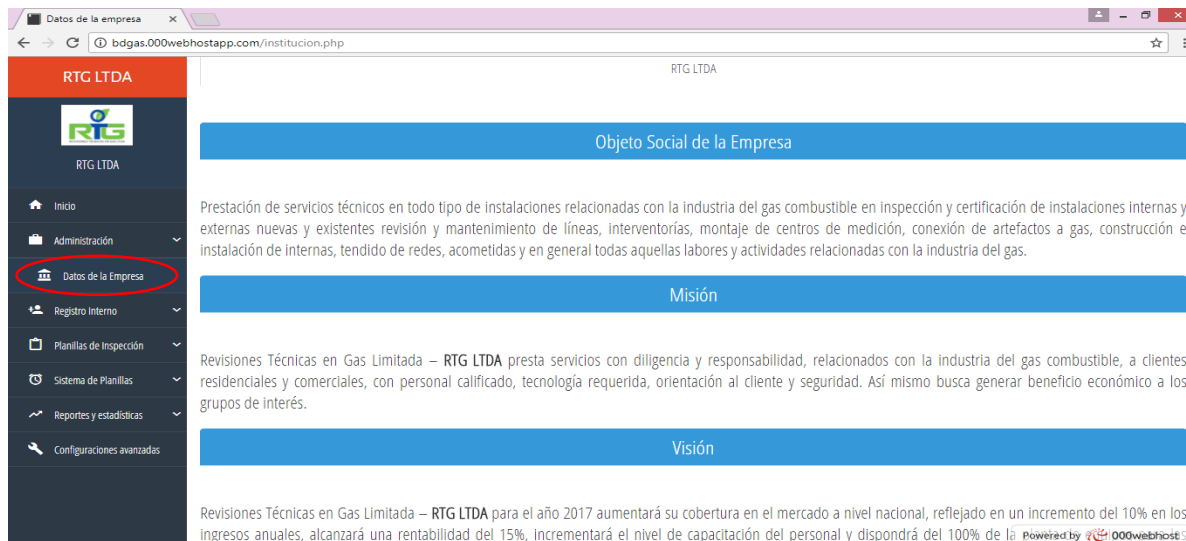 Datos de la empresa
bdgas.000webhostapp.com/institucion.php
RTG LTDA
RTG
RTG LTDA
Inicio
Administración
Datos de la Empresa
Registro Interno
Planillas de Inspección
Sistema de Planillas
Reportes y estadísticas
Configuraciones avanzadas
RTG LTDA
Objeto Social de la Empresa
Prestación de servicios técnicos en todo tipo de instalaciones relacionadas con la industria del gas combustible en inspección y certificación de instalaciones internas y
externas nuevas y existentes revisión y mantenimiento de líneas, interventorías, montaje de centros de medición, conexión de artefactos a gas, construcción e
instalación de internas, tendido de redes, acometidas y en general todas aquellas labores y actividades relacionadas con la industria del gas.
Misión
Revisiones Técnicas en Gas Limitada – RTG LTDA presta servicios con diligencia y responsabilidad, relacionados con la industria del gas combustible, a clientes
residenciales y comerciales, con personal calificado, tecnología requerida, orientación al cliente y seguridad. Así mismo busca generar beneficio económico a los
grupos de interés.
Visión
Revisiones Técnicas en Gas Limitada – RTG LTDA para el año 2017 aumentará su cobertura en el mercado a nivel nacional, reflejado en un incremento del 10% en los
ingresos anuales, alcanzará una rentabilidad del 15%, incrementará el nivel de capacitación del personal y dispondrá del 100% de la
Powered by 000webhost